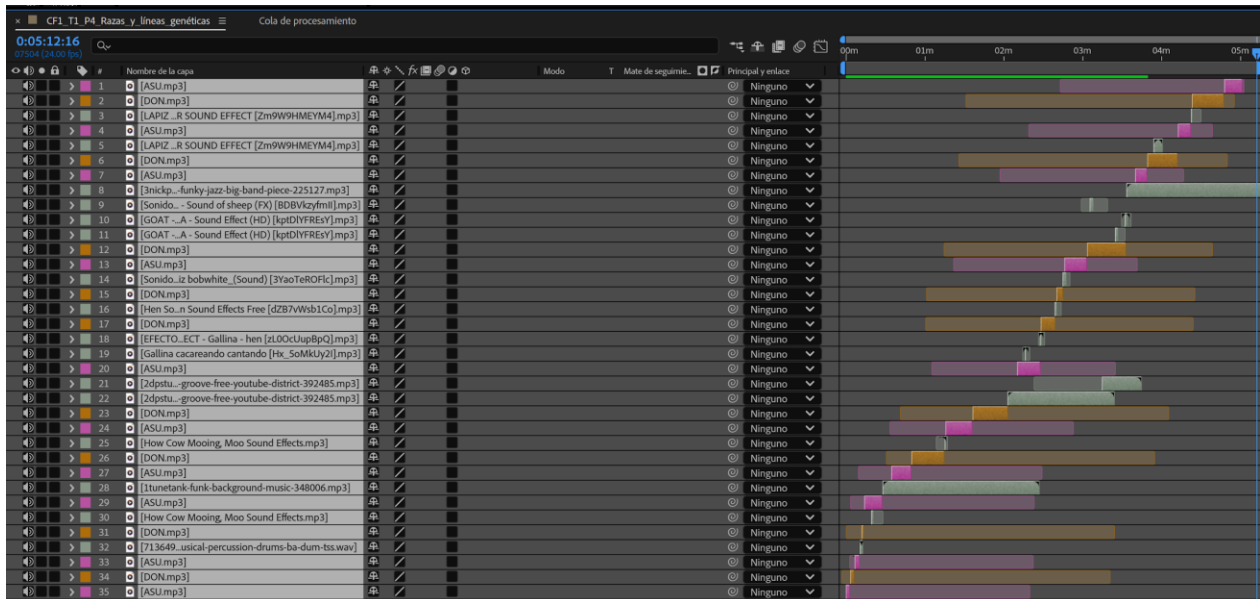 × CF1_T1_P4_Razas_y_líneas_genéticas ≡ Cola de procesamiento
0:05:12:16
07504 (24.00 fps)
00m 01m 02m 03m 04m 05m
# Nombre de la capa Modo T Mate de seguimie... Principal y enlace
1 [ASU.mp3] Ninguno
2 [DON.mp3] Ninguno
3 [LAPIZ ...R SOUND EFFECT [Zm9W9HMEYM4].mp3] Ninguno
4 [ASU.mp3] Ninguno
5 [LAPIZ ...R SOUND EFFECT [Zm9W9HMEYM4].mp3] Ninguno
6 [DON.mp3] Ninguno
7 [ASU.mp3] Ninguno
8 [3nickp...-funky-jazz-big-band-piece-225127.mp3] Ninguno
9 [Sonido... - Sound of sheep (FX) [BDBVkzyfmII].mp3] Ninguno
10 [GOAT -...A - Sound Effect (HD) [kptDlYFREsY].mp3] Ninguno
11 [GOAT -...A - Sound Effect (HD) [kptDlYFREsY].mp3] Ninguno
12 [DON.mp3] Ninguno
13 [ASU.mp3] Ninguno
14 [Sonido...iz bobwhite_(Sound) [3YaoTeROFlc].mp3] Ninguno
15 [DON.mp3] Ninguno
16 [Hen So...n Sound Effects Free [dZB7vWsb1Co].mp3] Ninguno
17 [DON.mp3] Ninguno
18 [EFECTO...ECT - Gallina - hen [zL0OcUupBpQ].mp3] Ninguno
19 [Gallina cacareando cantando [Hx_SoMkUy2I].mp3] Ninguno
20 [ASU.mp3] Ninguno
21 [2dpstu...-groove-free-youtube-district-392485.mp3] Ninguno
22 [2dpstu...-groove-free-youtube-district-392485.mp3] Ninguno
23 [DON.mp3] Ninguno
24 [ASU.mp3] Ninguno
25 [How Cow Mooing, Moo Sound Effects.mp3] Ninguno
26 [DON.mp3] Ninguno
27 [ASU.mp3] Ninguno
28 [1tunetank-funk-background-music-348006.mp3] Ninguno
29 [ASU.mp3] Ninguno
30 [How Cow Mooing, Moo Sound Effects.mp3] Ninguno
31 [DON.mp3] Ninguno
32 [713649...usical-percussion-drums-ba-dum-tss.wav] Ninguno
33 [ASU.mp3] Ninguno
34 [DON.mp3] Ninguno
35 [ASU.mp3] Ninguno